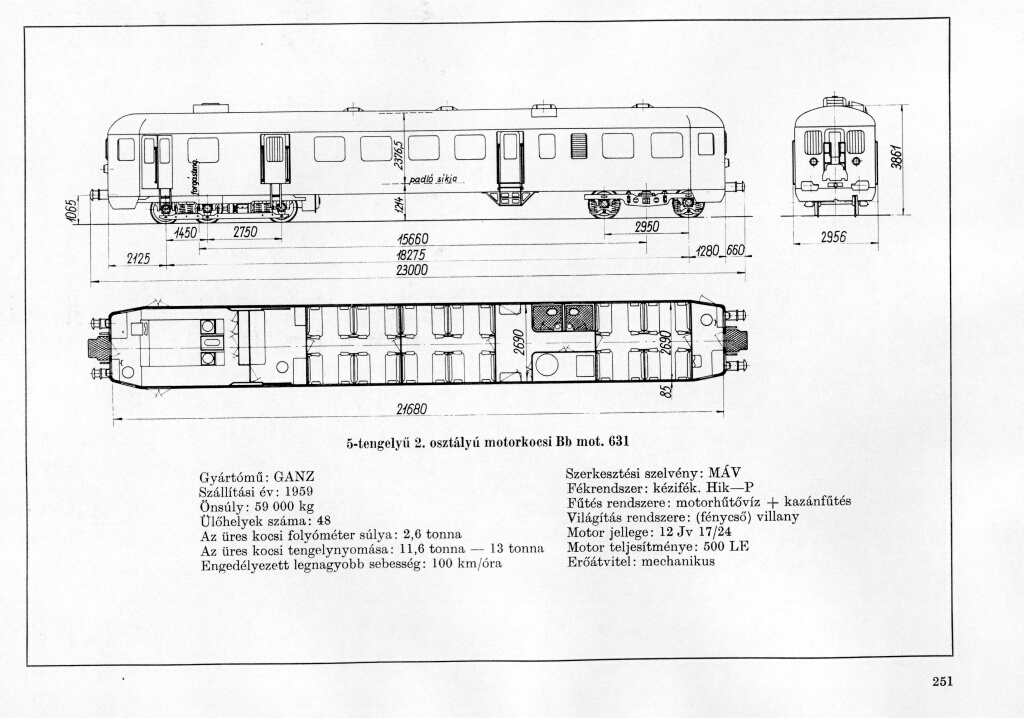 forgósteng.
2376,5
padló síkja
1214
1065
1450
2750
15660
2950
2125
18275
1280
660
23000
3861
2956
2690
2690
85
21680
5-tengelyű 2. osztályú motorkocsi Bb mot. 631
Gyártómű: GANZ
Szállítási év: 1959
Önsúly: 59 000 kg
Ülőhelyek száma: 48
Az üres kocsi folyóméter súlya: 2,6 tonna
Az üres kocsi tengelynyomása: 11,6 tonna — 13 tonna
Engedélyezett legnagyobb sebesség: 100 km/óra
Szerkesztési szelvény: MÁV
Fékrendszer: kézifék. Hik—P
Fűtés rendszere: motorhűtővíz + kazánfűtés
Világítás rendszere: (fénycső) villany
Motor jellege: 12 Jv 17/24
Motor teljesítménye: 500 LE
Erőátvitel: mechanikus
251